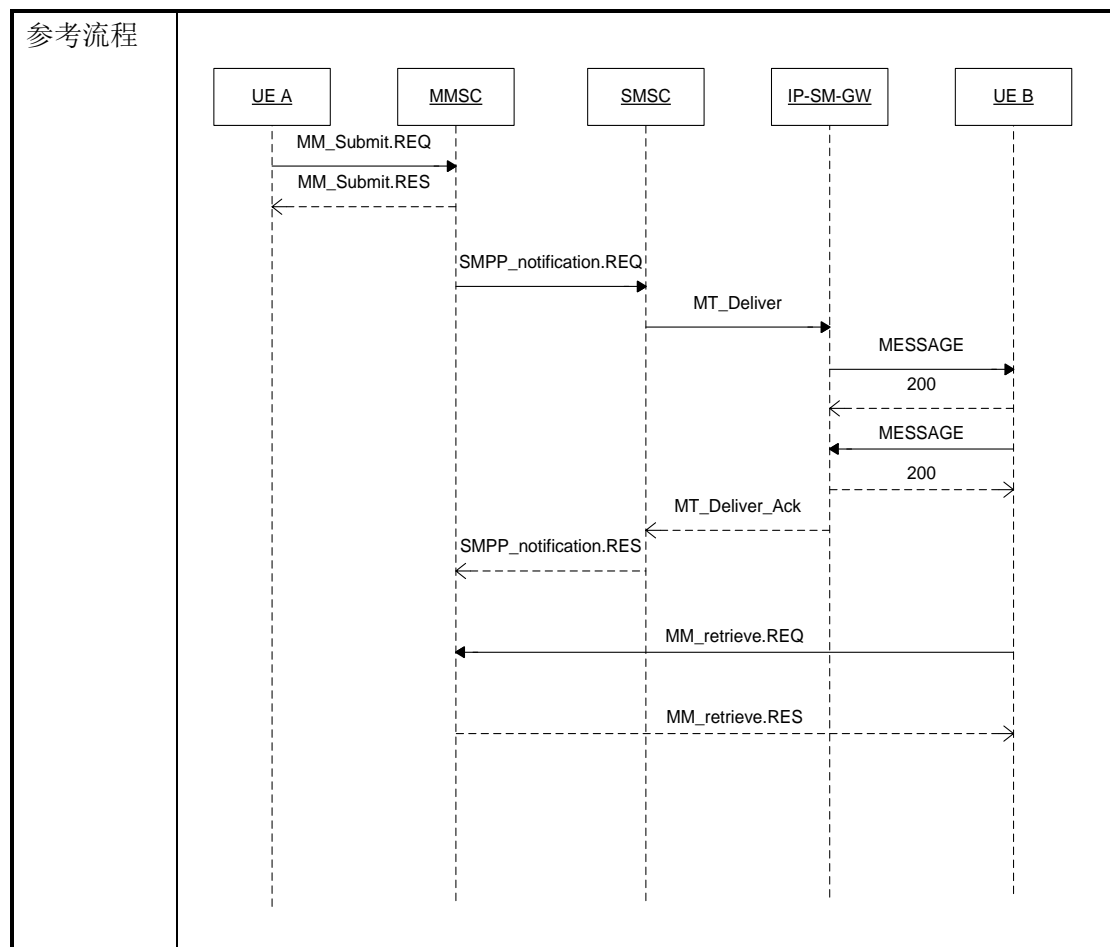 参考流程
UE A
MMSC
SMSC
IP-SM-GW
UE B
MM_Submit.REQ
MM_Submit.RES
SMPP_notification.REQ
MT_Deliver
MESSAGE
200
MESSAGE
200
MT_Deliver_Ack
SMPP_notification.RES
MM_retrieve.REQ
MM_retrieve.RES